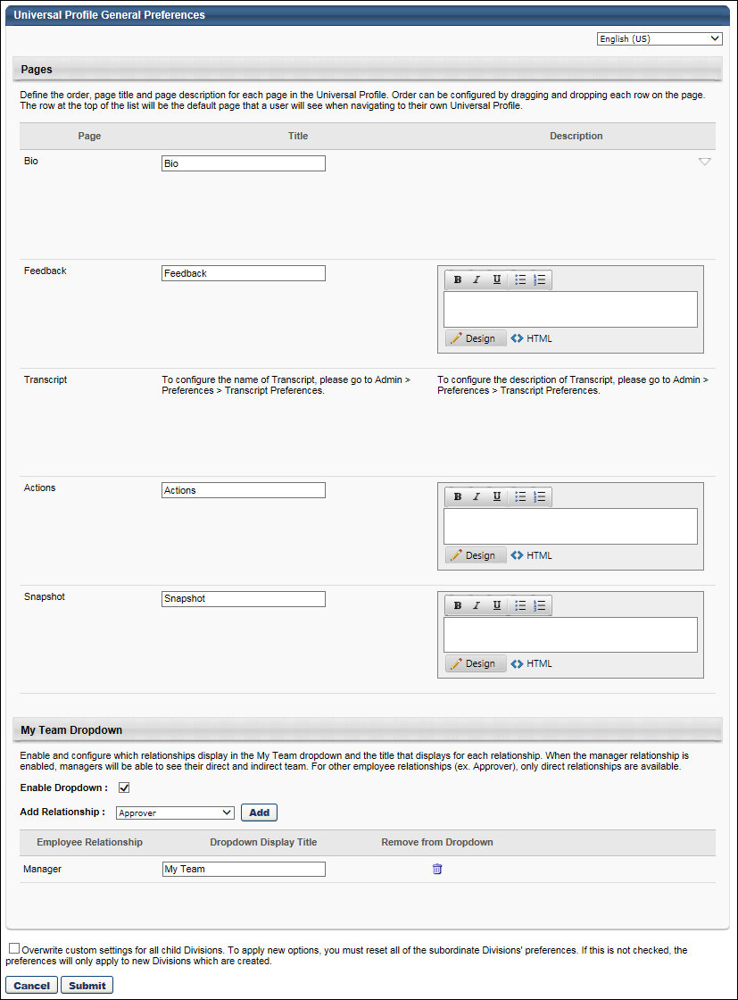 Universal Profile General Preferences
English (US)
Pages
Define the order, page title and page description for each page in the Universal Profile. Order can be configured by dragging and dropping each row on the page.
The row at the top of the list will be the default page that a user will see when navigating to their own Universal Profile.
Page Title Description
Bio Bio
Feedback Feedback
B I U
Design HTML
Transcript To configure the name of Transcript, please go to Admin > To configure the description of Transcript, please go to Admin >
Preferences > Transcript Preferences. Preferences > Transcript Preferences.
Actions Actions
B I U
Design HTML
Snapshot Snapshot
B I U
Design HTML
My Team Dropdown
Enable and configure which relationships display in the My Team dropdown and the title that displays for each relationship. When the manager relationship is
enabled, managers will be able to see their direct and indirect team. For other employee relationships (ex. Approver), only direct relationships are available.
Enable Dropdown :
Add Relationship : Approver Add
Employee Relationship Dropdown Display Title Remove from Dropdown
Manager My Team
Overwrite custom settings for all child Divisions. To apply new options, you must reset all of the subordinate Divisions' preferences. If this is not checked, the
preferences will only apply to new Divisions which are created.
Cancel Submit